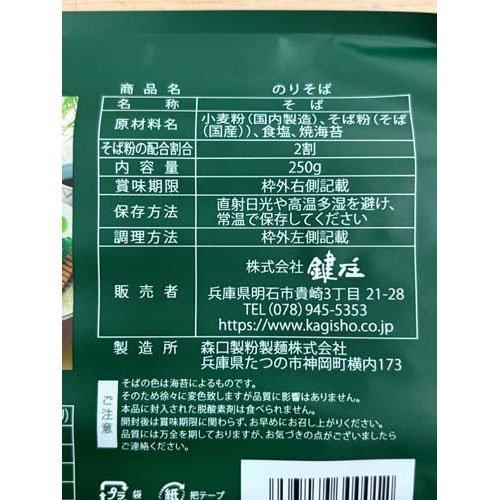 商品名 のりそば
名称 そば
原材料名 小麦粉(国内製造)、そば粉(そば
(国産))、食塩、焼海苔
そば粉の配合割合 2割
内容量 250g
賞味期限 枠外右側記載
保存方法 直射日光や高温多湿を避け、
常温で保存してください
調理方法 枠外左側記載
販売者 株式会社 鍵庄
兵庫県明石市貴崎3丁目 21-28
TEL(078) 945-5353
https://www.kagisho.co.jp
製造所 森口製粉製麺株式会社
兵庫県たつの市神岡町横内173
ご注意
そばの色は海苔によるものです。
そのため徐々に変色致しますが品質に影響はありません。
本品に封入された脱酸素剤は食べられません。
開封後は賞味期限に関わらず、お早めにお召し上がりください。
品質には万全を期しておりますが、お気づきの点がございましたら
ご連絡ください。
プラ 袋 紙 把テープ